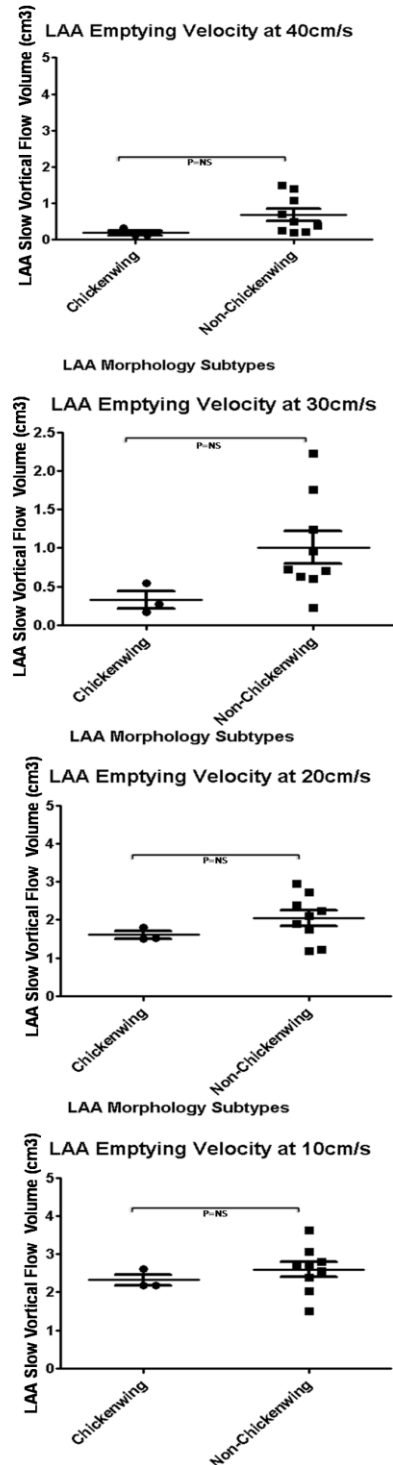 LAA Emptying Velocity at 40cm/s
LAA Slow Vortical Flow Volume (cm3)
5
4
3
2
1
0
P=NS
Chickenwing
Non-Chickenwing
LAA Morphology Subtypes
LAA Emptying Velocity at 30cm/s
LAA Slow Vortical Flow Volume (cm3)
2.5
2.0
1.5
1.0
0.5
0.0
P=NS
Chickenwing
Non-Chickenwing
LAA Morphology Subtypes
LAA Emptying Velocity at 20cm/s
LAA Slow Vortical Flow Volume (cm3)
5
4
3
2
1
0
P=NS
Chickenwing
Non-Chickenwing
LAA Morphology Subtypes
LAA Emptying Velocity at 10cm/s
LAA Slow Vortical Flow Volume (cm3)
5
4
3
2
1
0
P=NS
Chickenwing
Non-Chickenwing